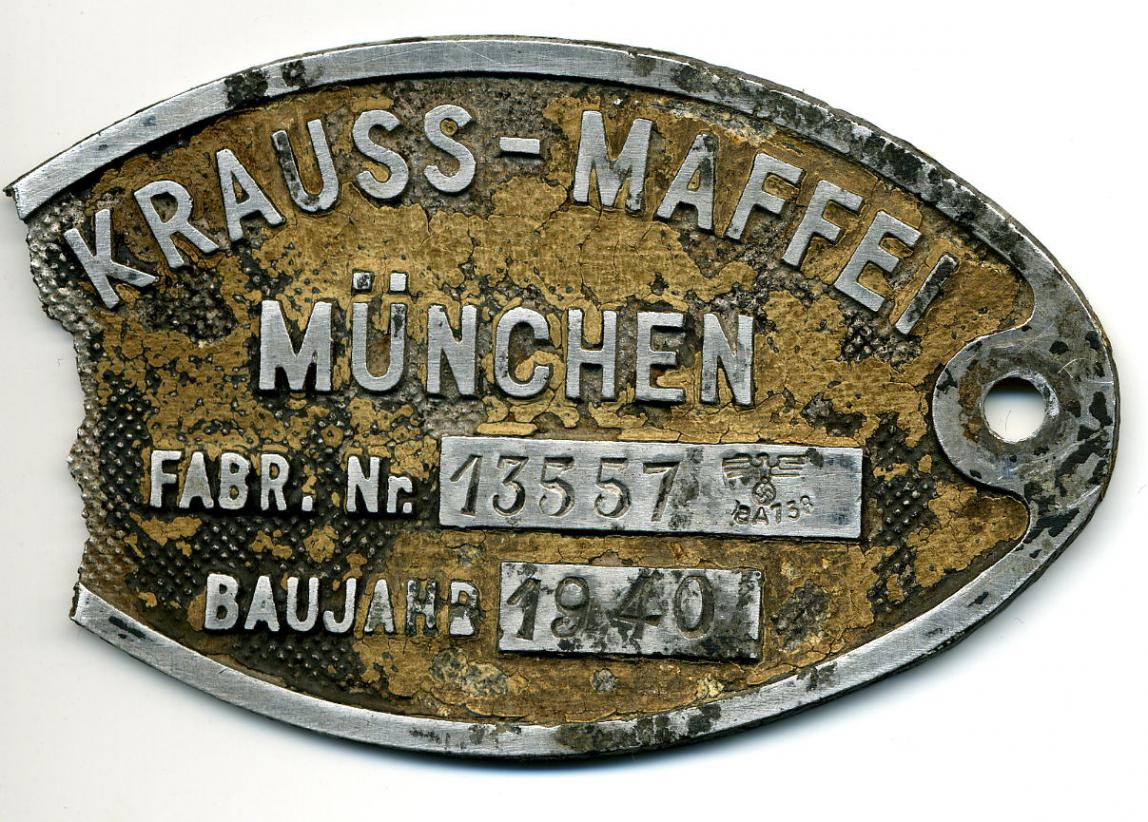 KRAUSS-MAFFEI
MÜNCHEN
FABR. Nr. 13557
BAUJAHR 1940